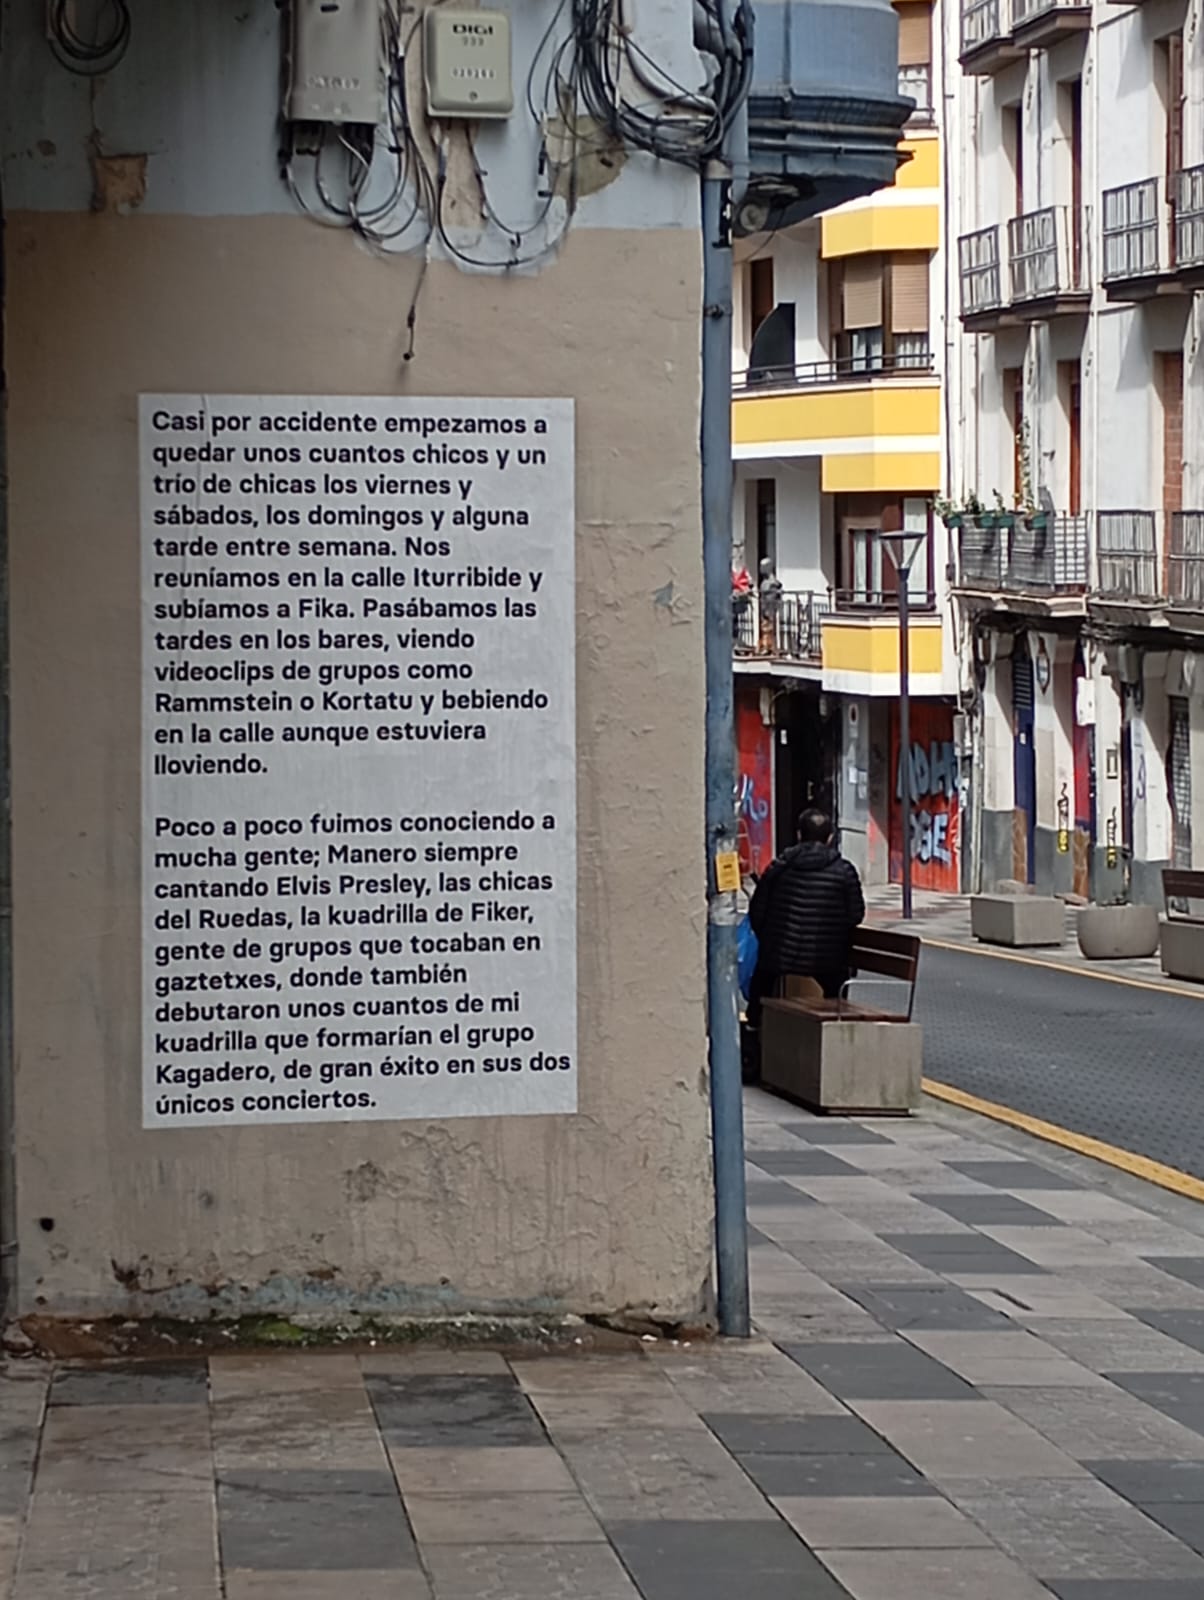 DIGI
Casi por accidente empezamos a
quedar unos cuantos chicos y un
trío de chicas los viernes y
sábados, los domingos y alguna
tarde entre semana. Nos
reuníamos en la calle Iturribide y
subíamos a Fika. Pasábamos las
tardes en los bares, viendo
videoclips de grupos como
Rammstein o Kortatu y bebiendo
en la calle aunque estuviera
lloviendo.
Poco a poco fuimos conociendo a
mucha gente; Manero siempre
cantando Elvis Presley, las chicas
del Ruedas, la kuadrilla de Fiker,
gente de grupos que tocaban en
gaztetxes, donde también
debutaron unos cuantos de mi
kuadrilla que formarían el grupo
Kagadero, de gran éxito en sus dos
únicos conciertos.